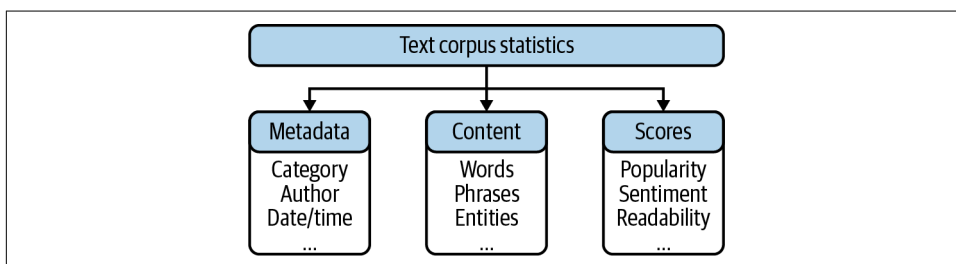 Text corpus statistics
Metadata
Category
Author
Date/time
...
Content
Words
Phrases
Entities
...
Scores
Popularity
Sentiment
Readability
...